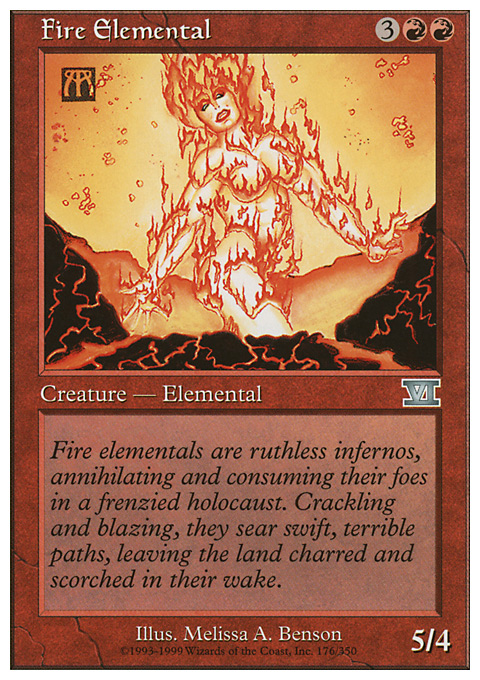 Fire Elemental 3
Creature — Elemental VI
Fire elementals are ruthless infernos,
annihilating and consuming their foes
in a frenzied holocaust. Crackling
and blazing, they sear swift, terrible
paths, leaving the land charred and
scorched in their wake.
Illus. Melissa A. Benson
©1993-1999 Wizards of the Coast, Inc. 176/350
5/4